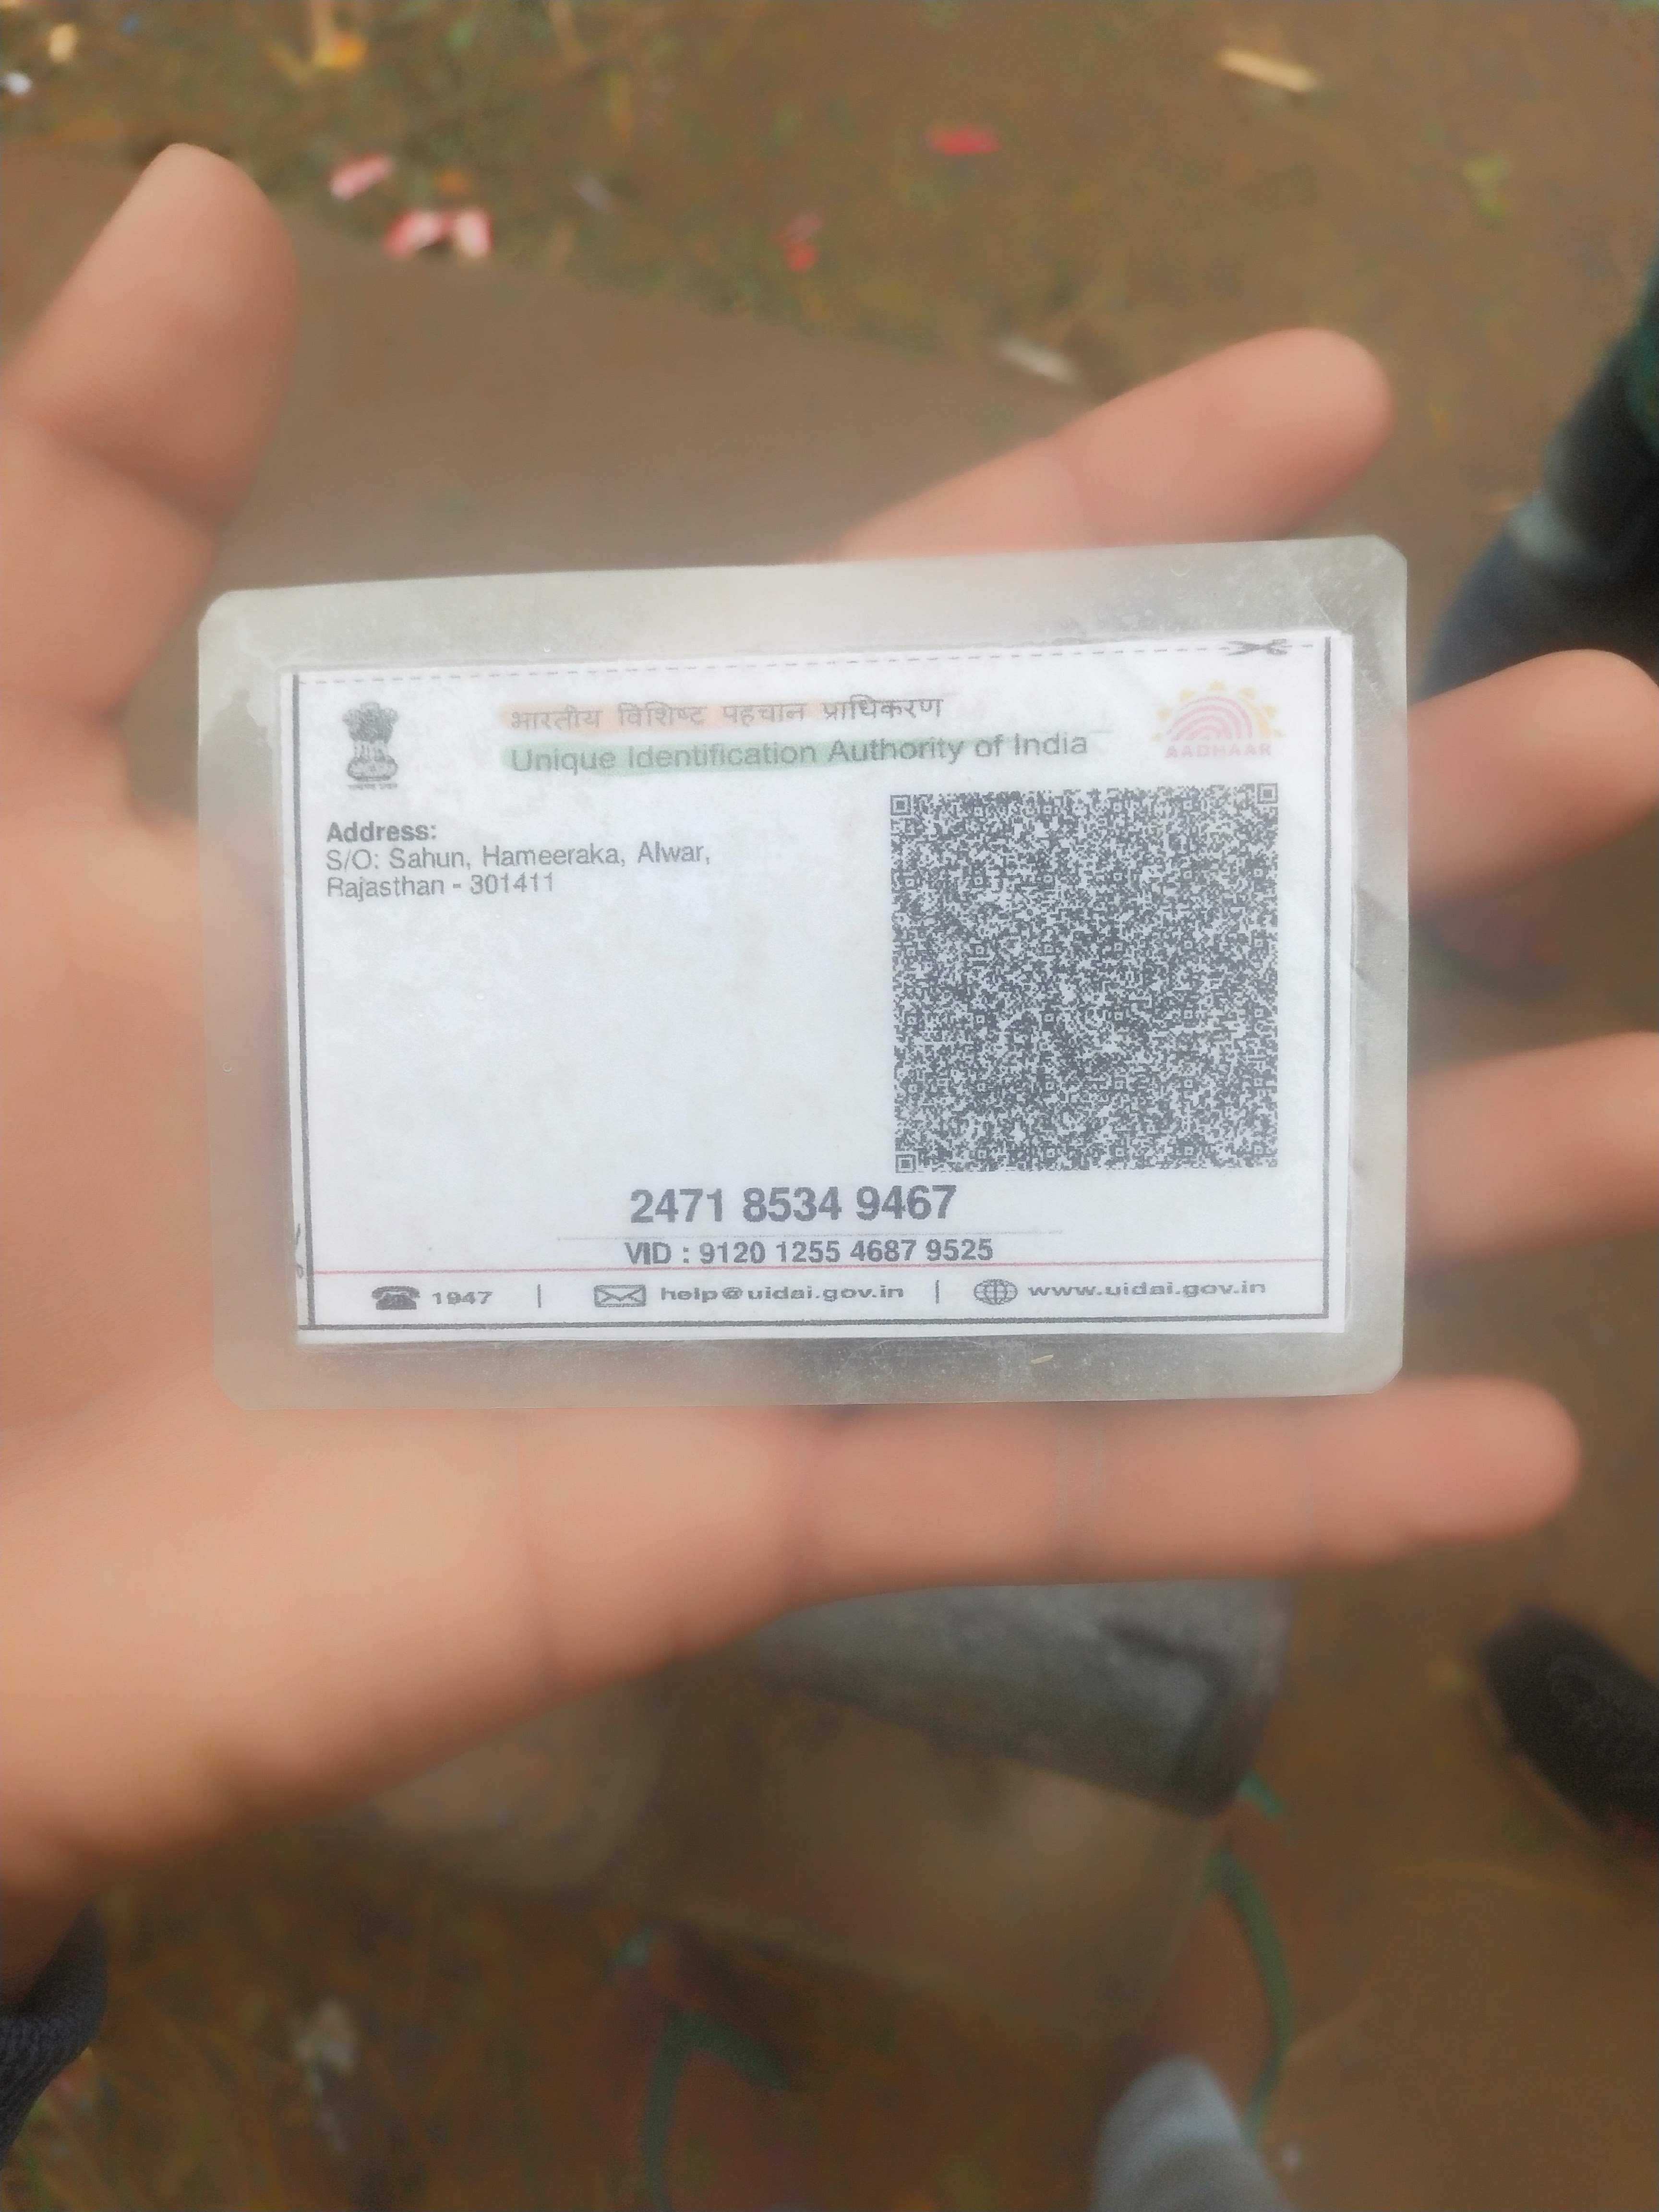 भारतीय विशिष्ट पहचान प्राधिकरण
Unique Identification Authority of India
AADHAAR
Address:
S/O: Sahun, Hameeraka, Alwar,
Rajasthan - 301411
2471 8534 9467
VID : 9120 1255 4687 9525
1947 | help@uidai.gov.in | www.uidai.gov.in